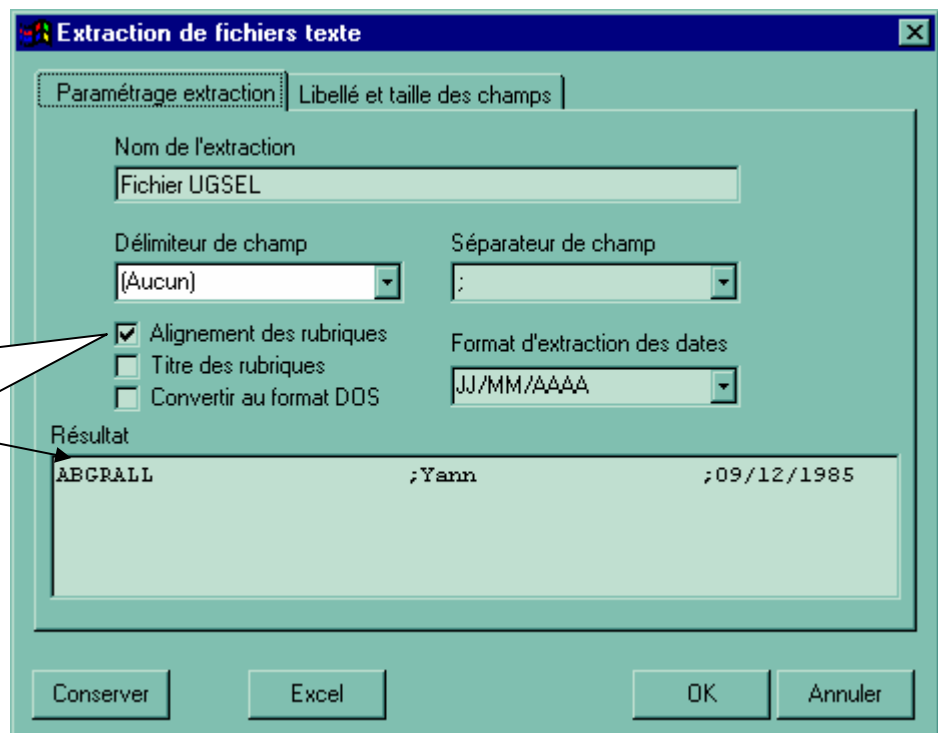 Extraction de fichiers texte
Paramétrage extraction
Libellé et taille des champs
Nom de l'extraction
Fichier UGSEL
Délimiteur de champ
Séparateur de champ
(Aucun)
;
Alignement des rubriques
Titre des rubriques
Convertir au format DOS
Format d'extraction des dates
JJ/MM/AAAA
Résultat
ABGRALL ;Yann ;09/12/1985
Conserver
Excel
OK
Annuler